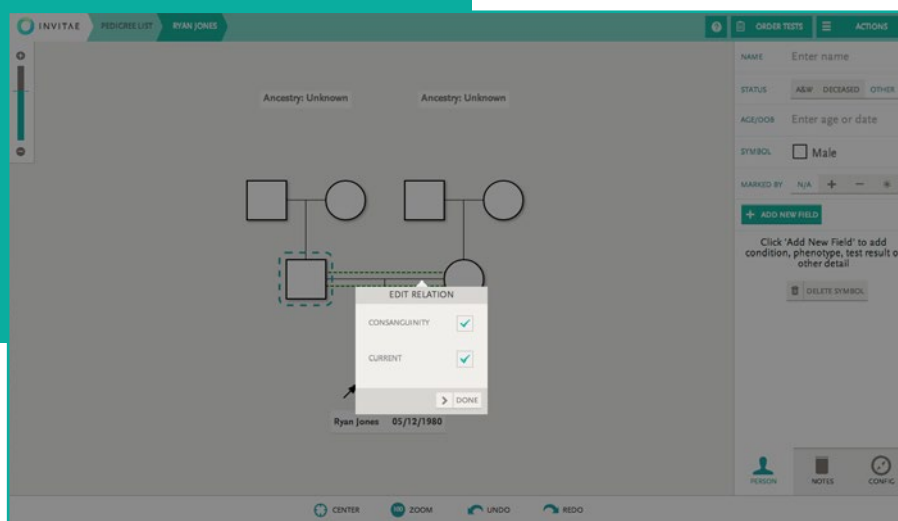 INVITAE PEDIGREE LIST RYAN JONES ? ORDER TESTS ACTIONS
Ancestry: Unknown Ancestry: Unknown
NAME Enter name
STATUS A&W DECEASED OTHER
AGE/DOB Enter age or date
SYMBOL Male
MARKED BY N/A + − *
+ ADD NEW FIELD
Click 'Add New Field' to add
condition, phenotype, test result o
other detail
DELETE SYMBOL
EDIT RELATION
CONSANGUINITY
CURRENT
> DONE
Ryan Jones 05/12/1980
PERSON NOTES CONFIG
CENTER 100 ZOOM UNDO REDO